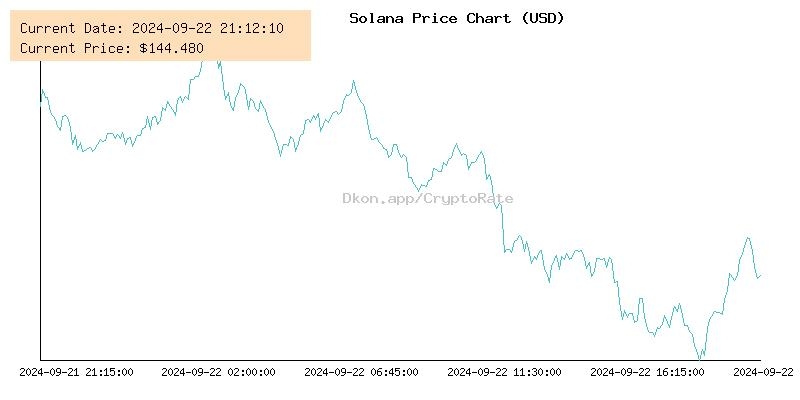 Solana Price Chart (USD)
Current Date: 2024-09-22 21:12:10
Current Price: $144.480
Dkon.app/CryptoRate
2024-09-21 21:15:00 2024-09-22 02:00:00 2024-09-22 06:45:00 2024-09-22 11:30:00 2024-09-22 16:15:00 2024-09-22